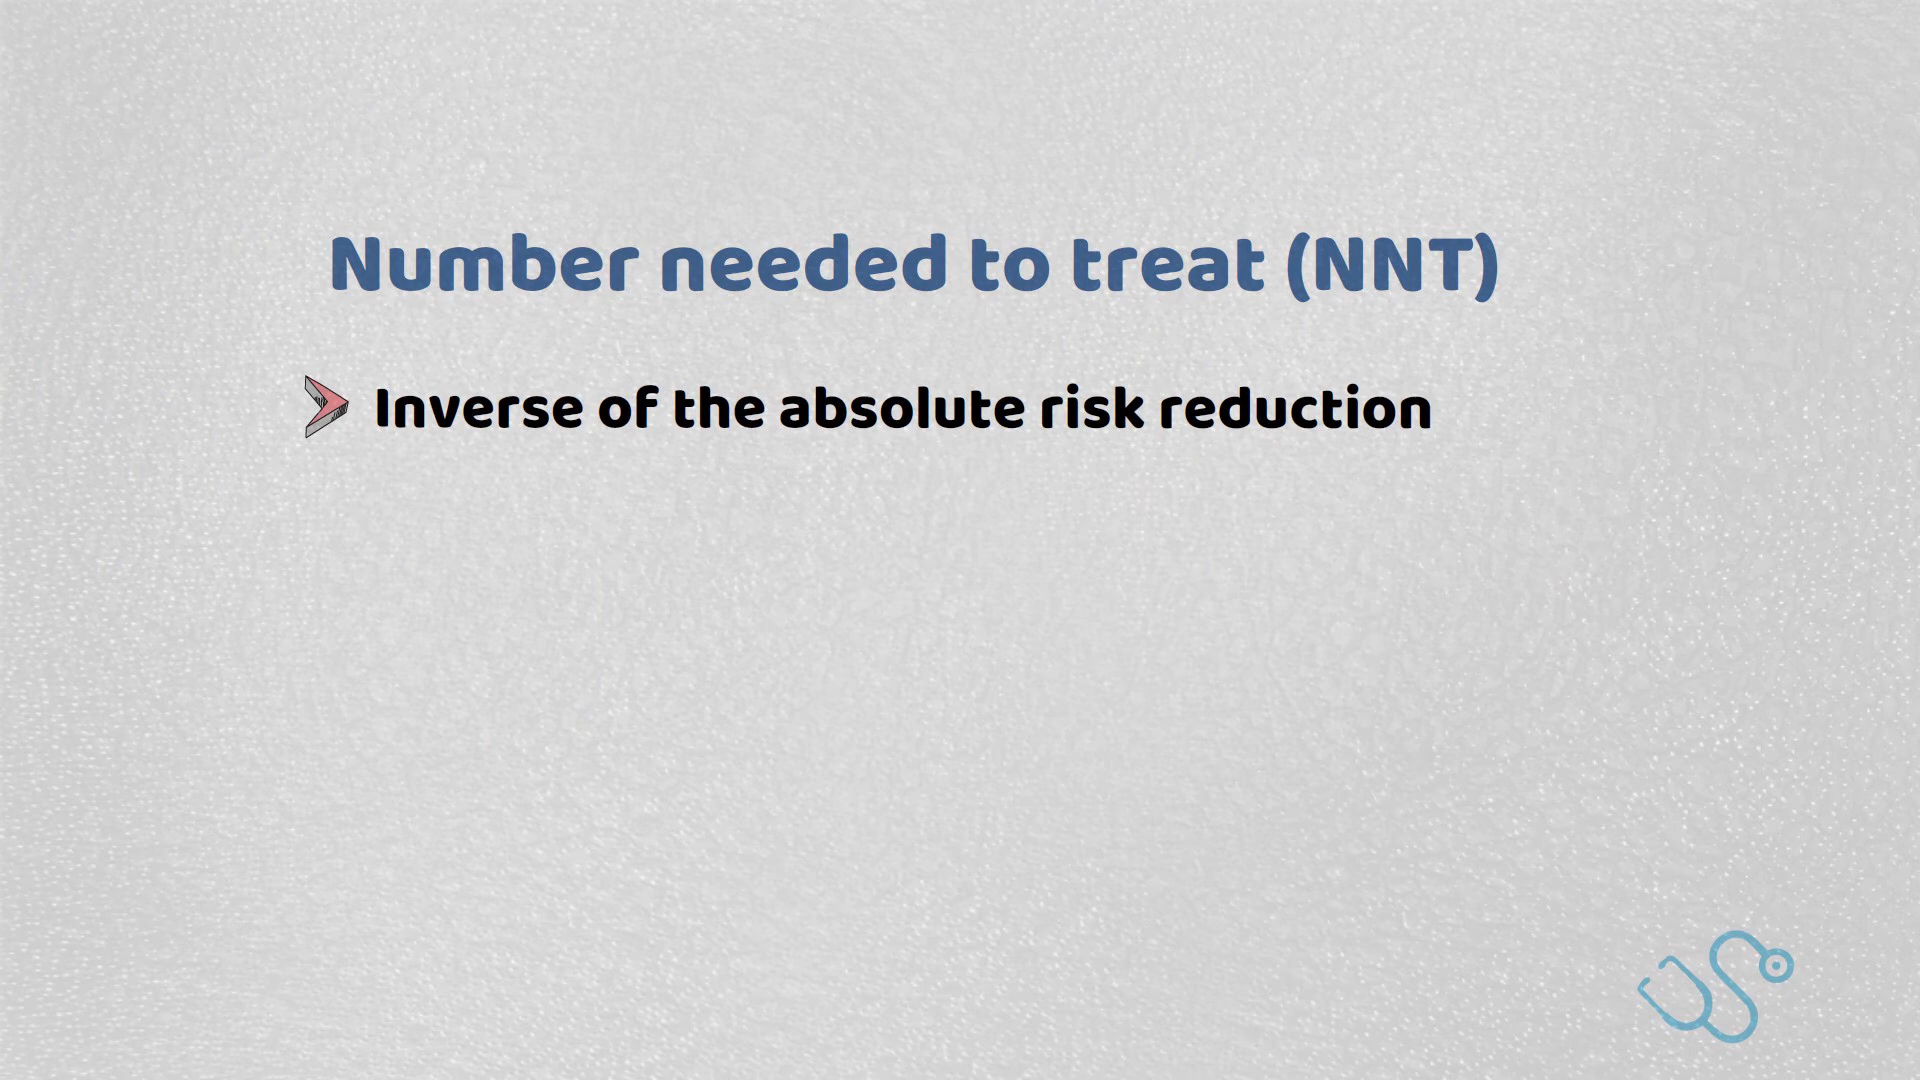 Number needed to treat (NNT)
Inverse of the absolute risk reduction